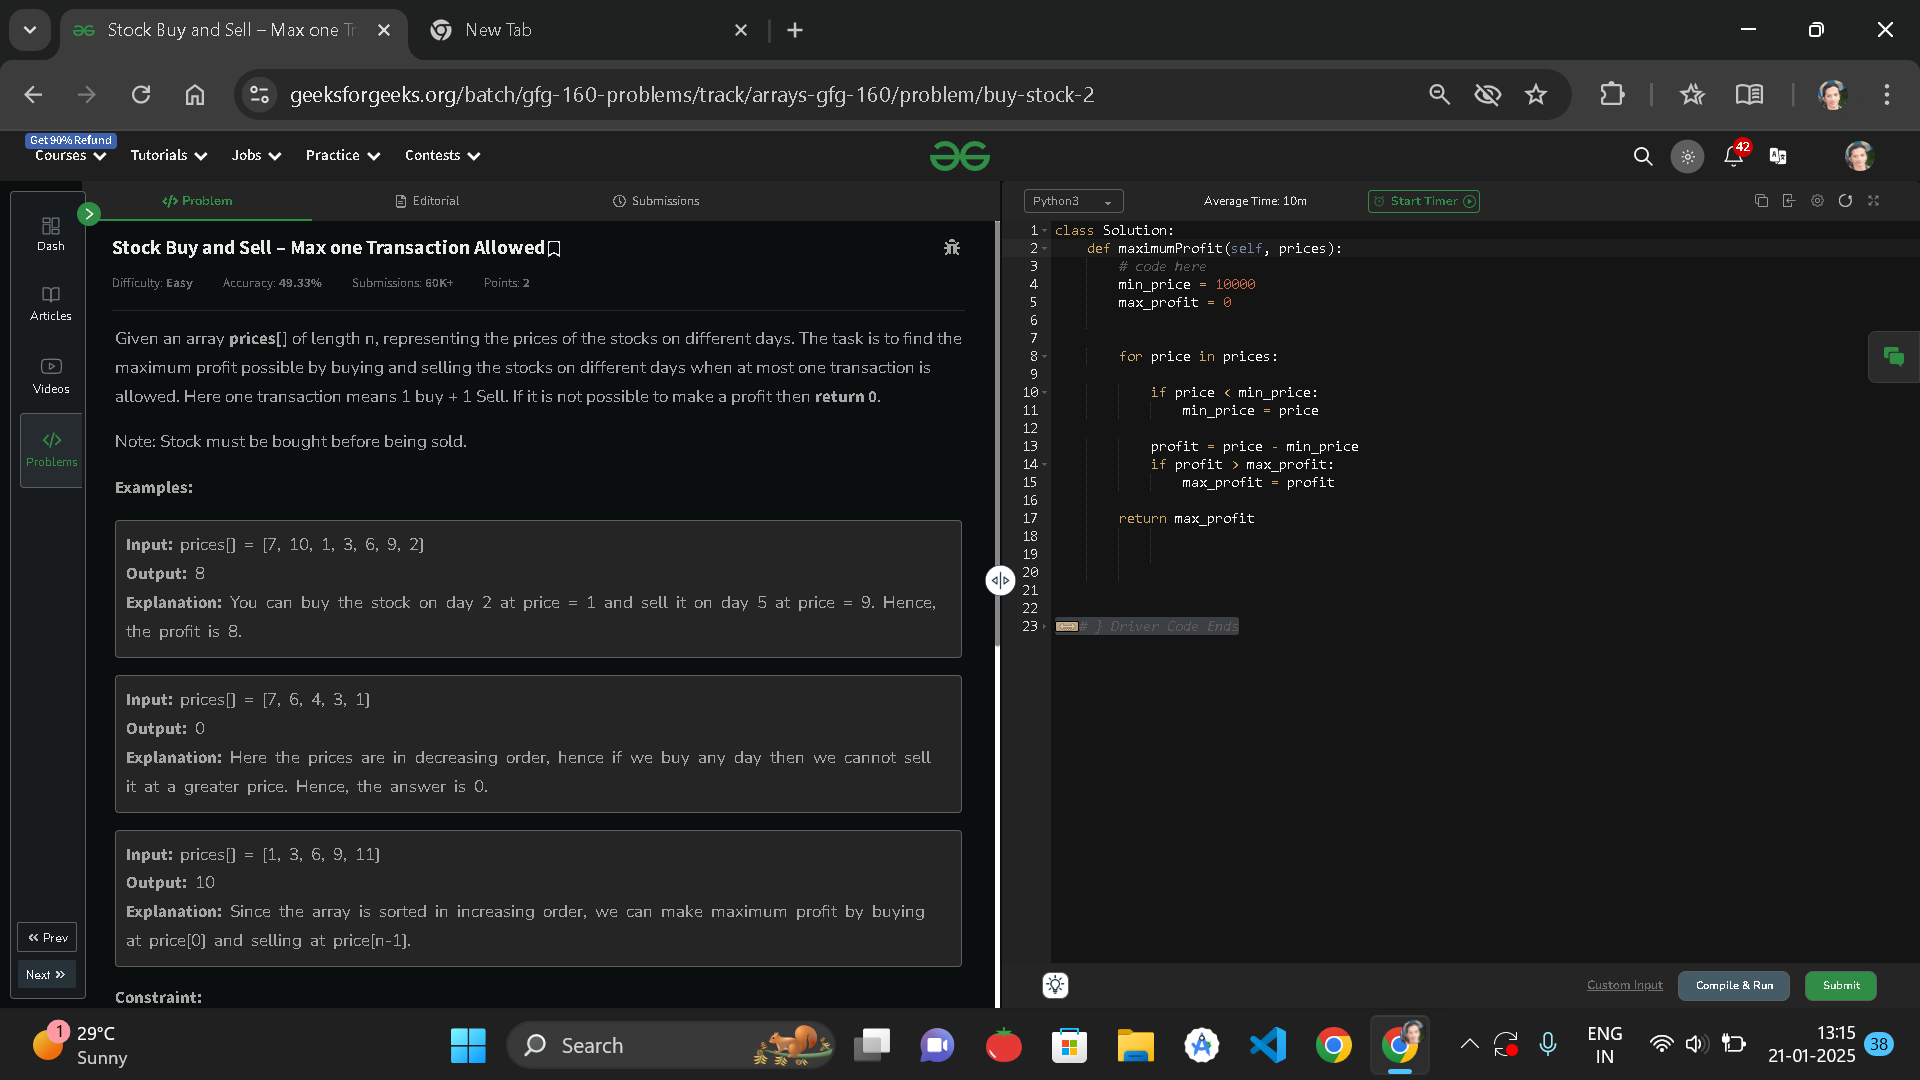 Stock Buy and Sell – Max one Tr
New Tab
geeksforgeeks.org/batch/gfg-160-problems/track/arrays-gfg-160/problem/buy-stock-2
Get 90% Refund
Courses
Tutorials
Jobs
Practice
Contests
42
Dash
Articles
Videos
</>
Problems
Prev
Next
</> Problem
Editorial
Submissions
Stock Buy and Sell – Max one Transaction Allowed
Difficulty: Easy
Accuracy: 49.33%
Submissions: 60K+
Points: 2
Given an array prices[] of length n, representing the prices of the stocks on different days. The task is to find the
maximum profit possible by buying and selling the stocks on different days when at most one transaction is
allowed. Here one transaction means 1 buy + 1 Sell. If it is not possible to make a profit then return 0.
Note: Stock must be bought before being sold.
Examples:
Input: prices[] = [7, 10, 1, 3, 6, 9, 2]
Output: 8
Explanation: You can buy the stock on day 2 at price = 1 and sell it on day 5 at price = 9. Hence,
the profit is 8.
Input: prices[] = [7, 6, 4, 3, 1]
Output: 0
Explanation: Here the prices are in decreasing order, hence if we buy any day then we cannot sell
it at a greater price. Hence, the answer is 0.
Input: prices[] = [1, 3, 6, 9, 11]
Output: 10
Explanation: Since the array is sorted in increasing order, we can make maximum profit by buying
at price[0] and selling at price[n-1].
Constraint:
Python3
Average Time: 10m
Start Timer
1 class Solution:
2 def maximumProfit(self, prices):
3 # code here
4 min_price = 10000
5 max_profit = 0
6
7
8 for price in prices:
9
10 if price < min_price:
11 min_price = price
12
13 profit = price - min_price
14 if profit > max_profit:
15 max_profit = profit
16
17 return max_profit
18
19
20
21
22
23 # } Driver Code Ends
Custom Input
Compile & Run
Submit
1
29°C
Sunny
Search
ENG
IN
13:15
21-01-2025
38